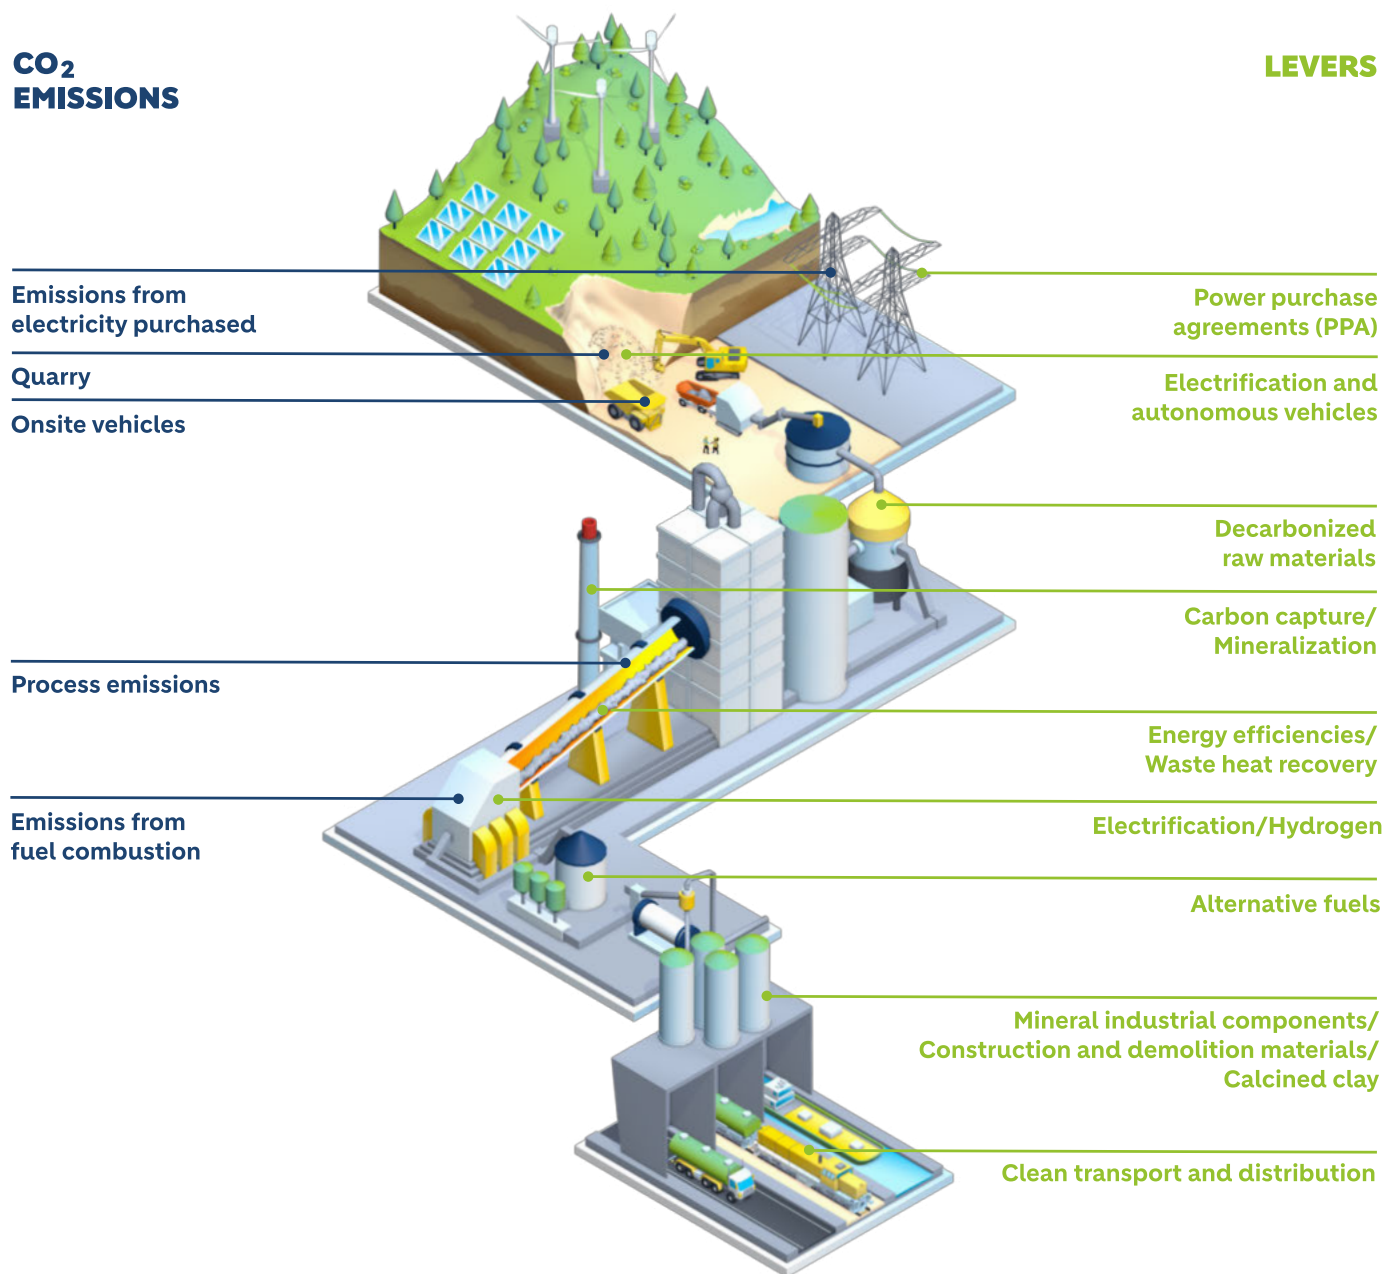 CO₂
EMISSIONS
Emissions from
electricity purchased
Quarry
Onsite vehicles
Process emissions
Emissions from
fuel combustion
LEVERS
Power purchase
agreements (PPA)
Electrification and
autonomous vehicles
Decarbonized
raw materials
Carbon capture/
Mineralization
Energy efficiencies/
Waste heat recovery
Electrification/Hydrogen
Alternative fuels
Mineral industrial components/
Construction and demolition materials/
Calcined clay
Clean transport and distribution